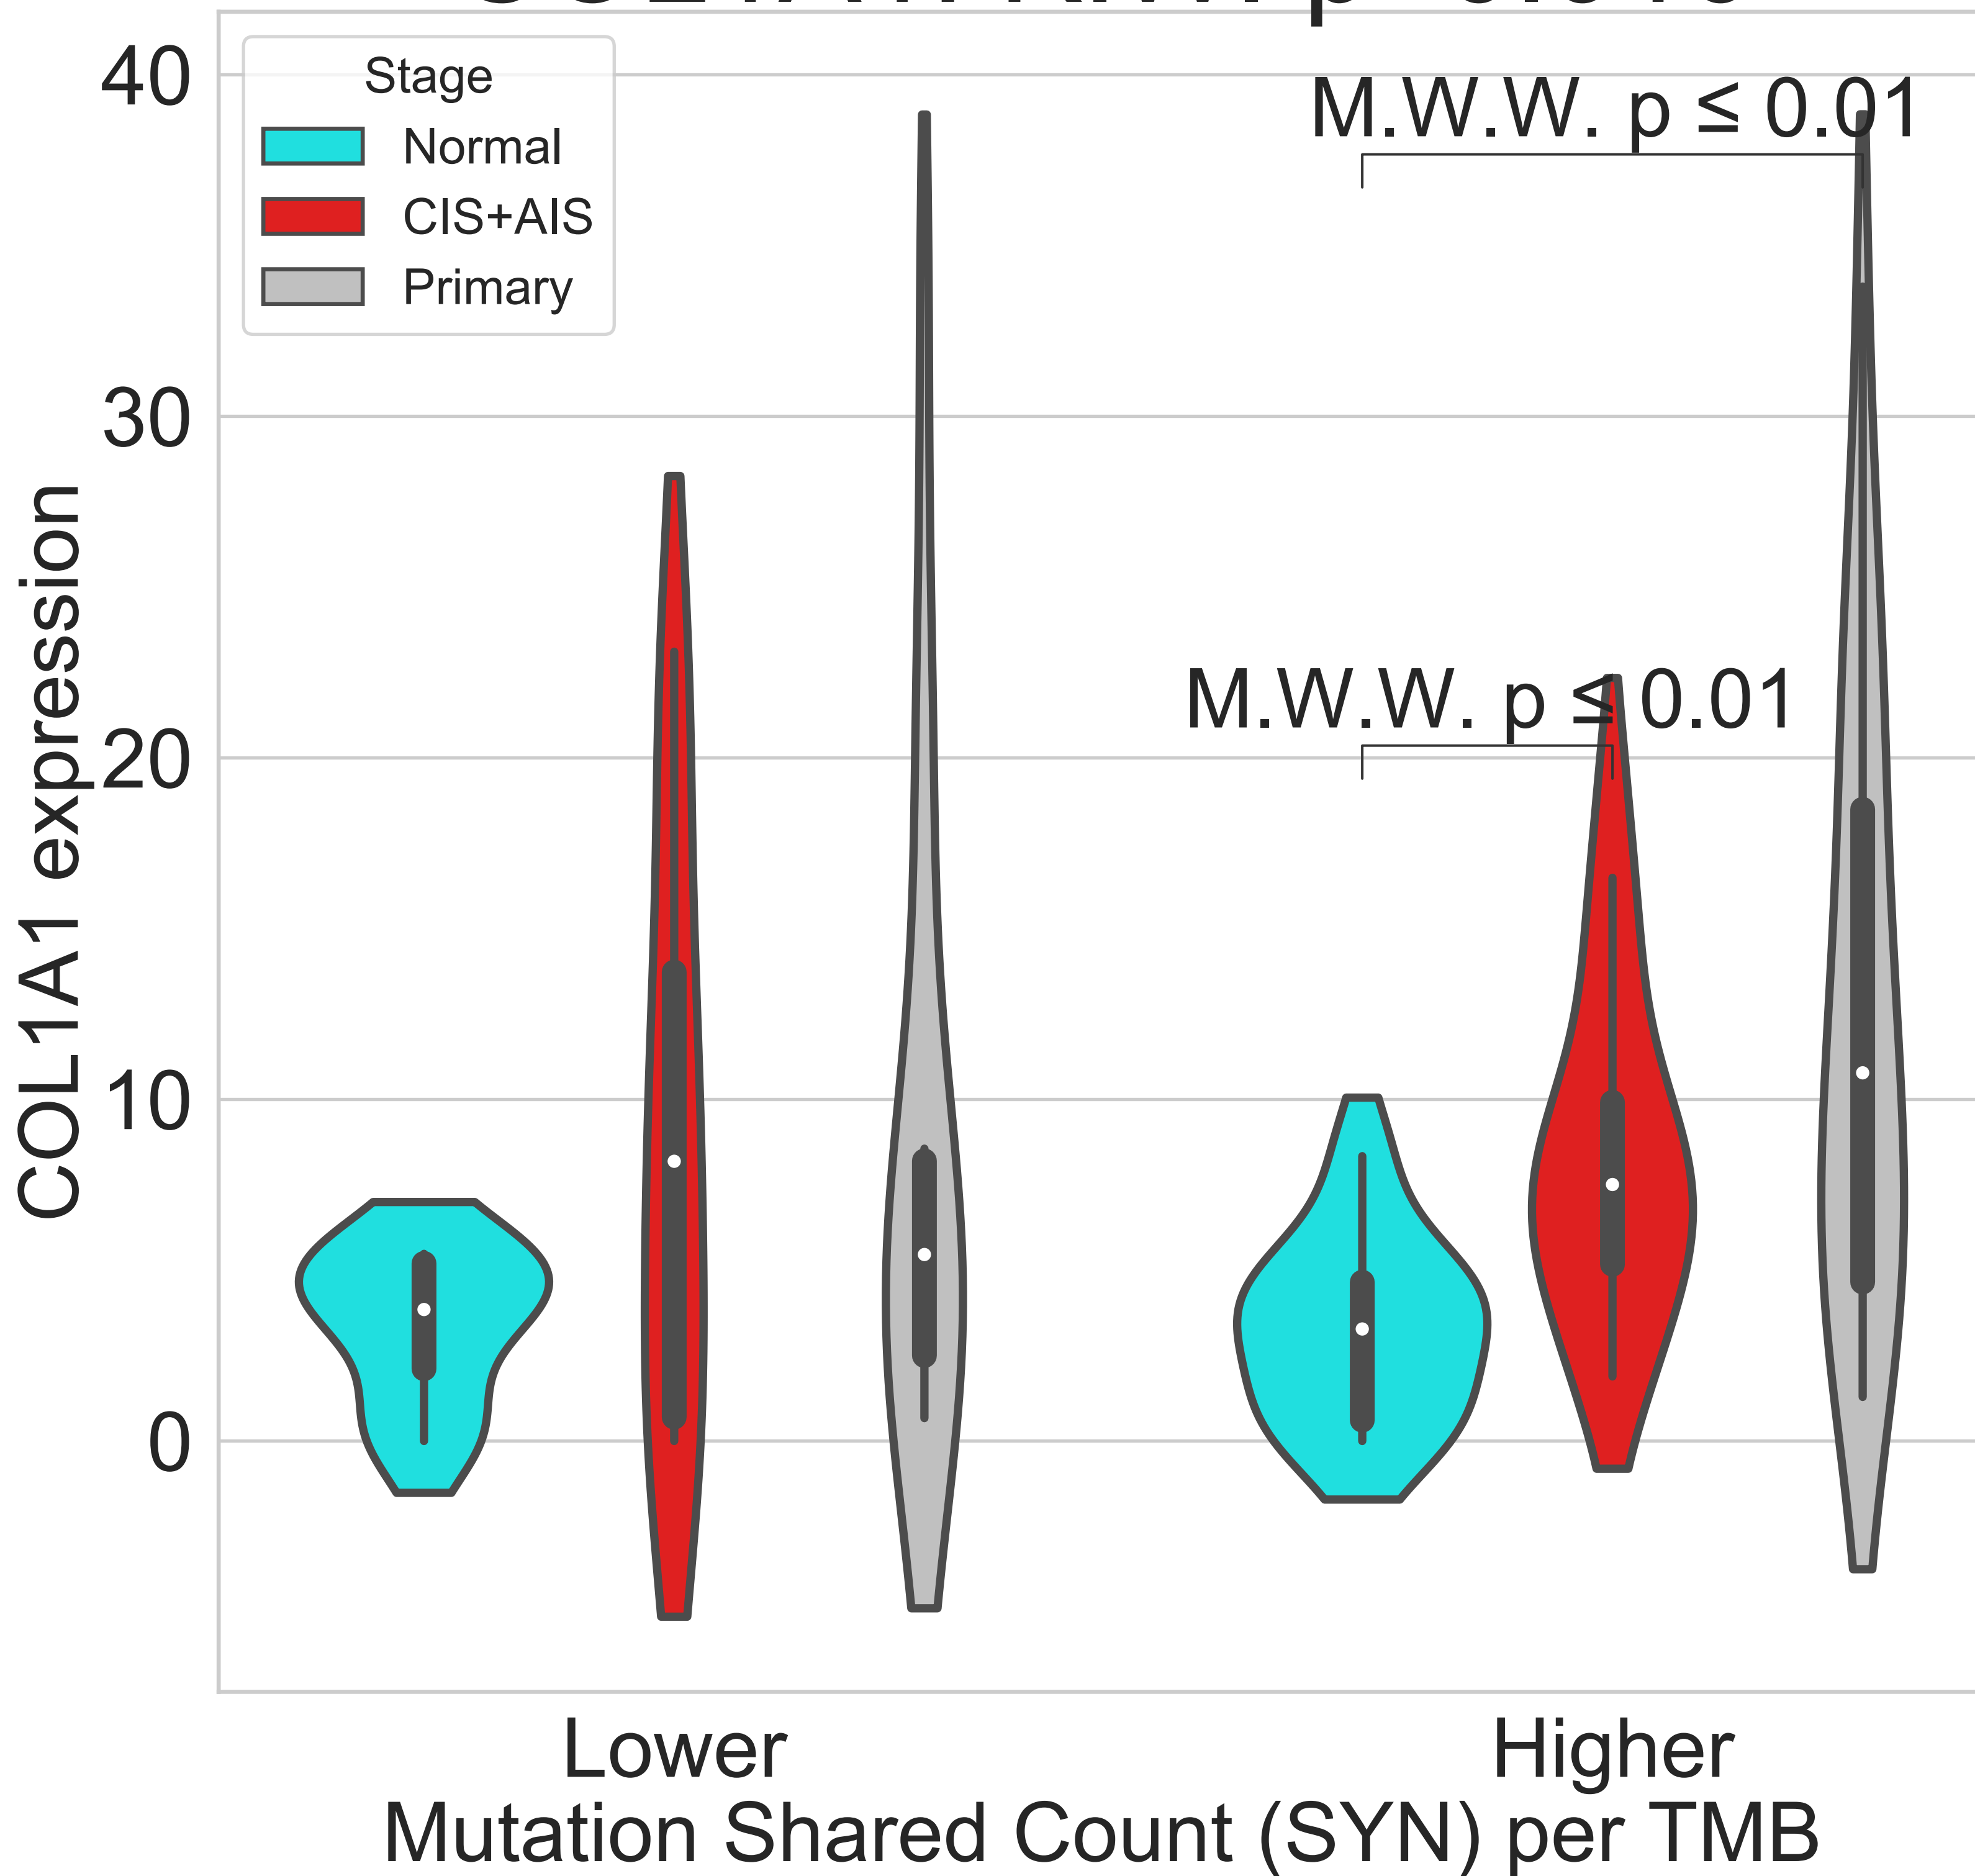 40
Stage
M.W.W. p ≤ 0.01
Normal
CIS+AIS
Primary
30
M.W.W. p ≤ 0.01
20
COL1A1 expression
10
0
Lower
Higher
Mutation Shared Count (SYN) per TMB